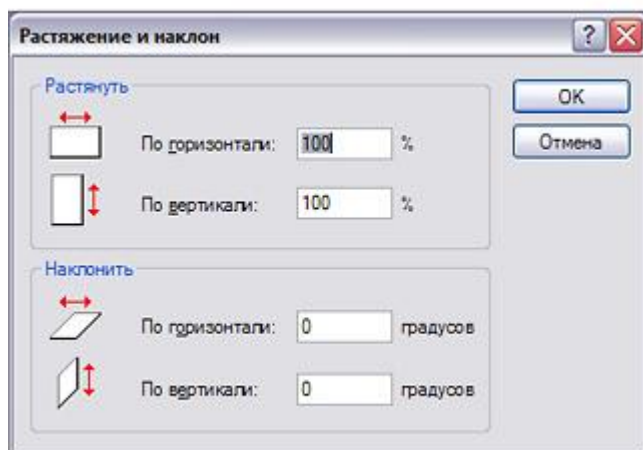 Растяжение и наклон
Растянуть
По горизонтали: 100 %
По вертикали: 100 %
OK
Отмена
Наклонить
По горизонтали: 0 градусов
По вертикали: 0 градусов